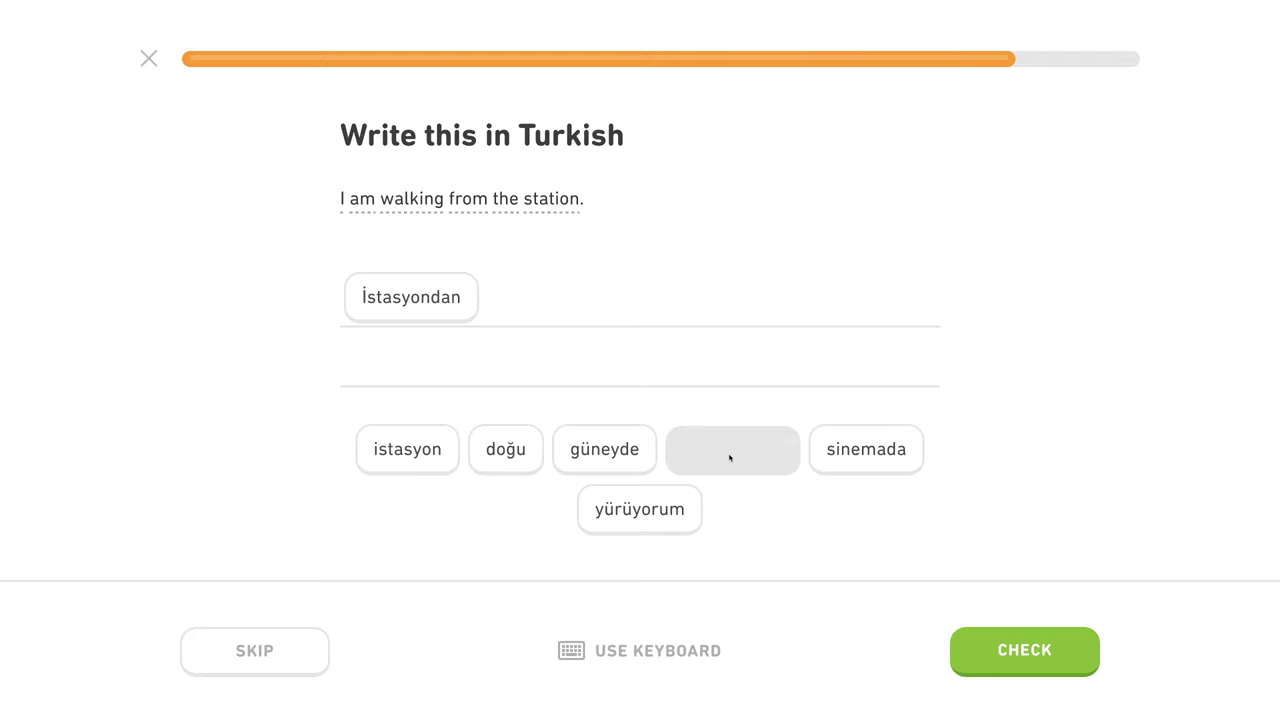 Write this in Turkish
I am walking from the station.
İstasyondan
istasyon doğu güneyde sinemada
yürüyorum
SKIP USE KEYBOARD CHECK